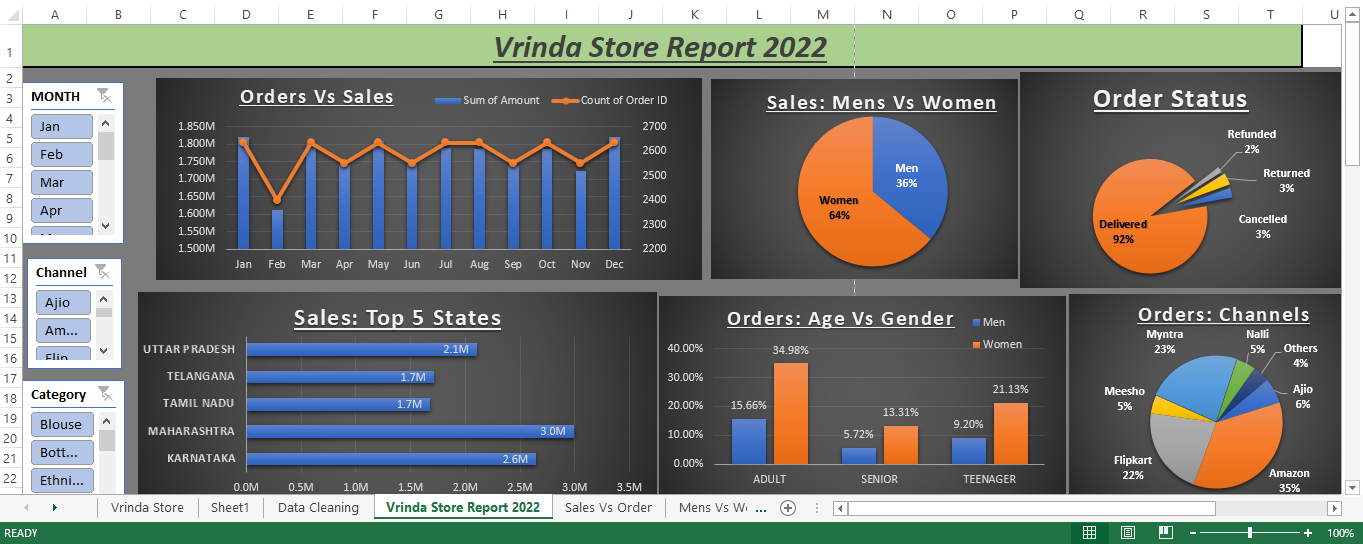 A B C D E F G H I J K L M N O P Q R S T U
1 2 3 4 5 6 7 8 9 10 11 12 13 14 15 16 17 18 19 20 21 22
Vrinda Store Report 2022
MONTH
Jan
Feb
Mar
Apr
Channel
Ajio
Am...
Flip
Category
Blouse
Bott...
Ethni...
Orders Vs Sales
Sum of Amount
Count of Order ID
1.850M 2700
1.800M 2600
1.750M 2500
1.700M 2400
1.650M 2300
1.600M 2200
1.550M
1.500M
Jan Feb Mar Apr May Jun Jul Aug Sep Oct Nov Dec
Sales: Mens Vs Women
Men
36%
Women
64%
Order Status
Refunded
2%
Returned
3%
Cancelled
3%
Delivered
92%
Sales: Top 5 States
UTTAR PRADESH 2.1M
TELANGANA 1.7M
TAMIL NADU 1.7M
MAHARASHTRA 3.0M
KARNATAKA 2.6M
0.0M 0.5M 1.0M 1.5M 2.0M 2.5M 3.0M 3.5M
Orders: Age Vs Gender
Men
Women
40.00%
30.00%
20.00%
10.00%
0.00%
15.66% 34.98%
5.72% 13.31%
9.20% 21.13%
ADULT SENIOR TEENAGER
Orders: Channels
Myntra
23%
Nalli
5%
Others
4%
Ajio
6%
Meesho
5%
Flipkart
22%
Amazon
35%
Vrinda Store Sheet1 Data Cleaning Vrinda Store Report 2022 Sales Vs Order Mens Vs W ...
READY 100%